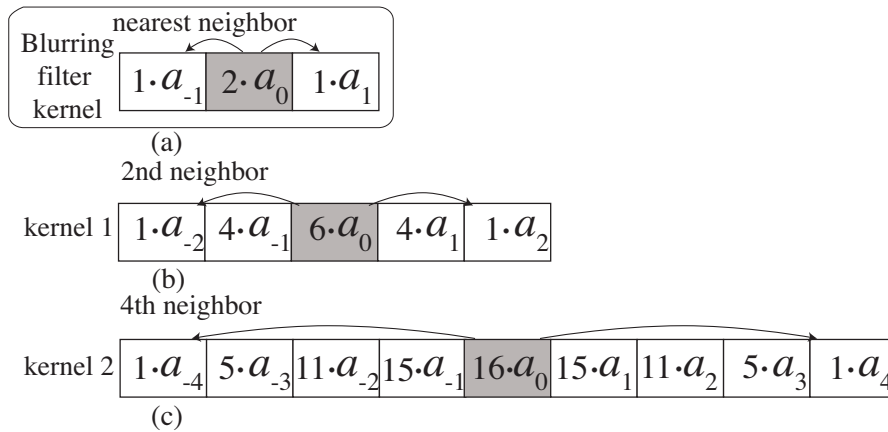 nearest neighbor
Blurring
filter
kernel
1·a₋₁ 2·a₀ 1·a₁
(a)
2nd neighbor
kernel 1 1·a₋₂ 4·a₋₁ 6·a₀ 4·a₁ 1·a₂
(b)
4th neighbor
kernel 2 1·a₋₄ 5·a₋₃ 11·a₋₂ 15·a₋₁ 16·a₀ 15·a₁ 11·a₂ 5·a₃ 1·a₄
(c)